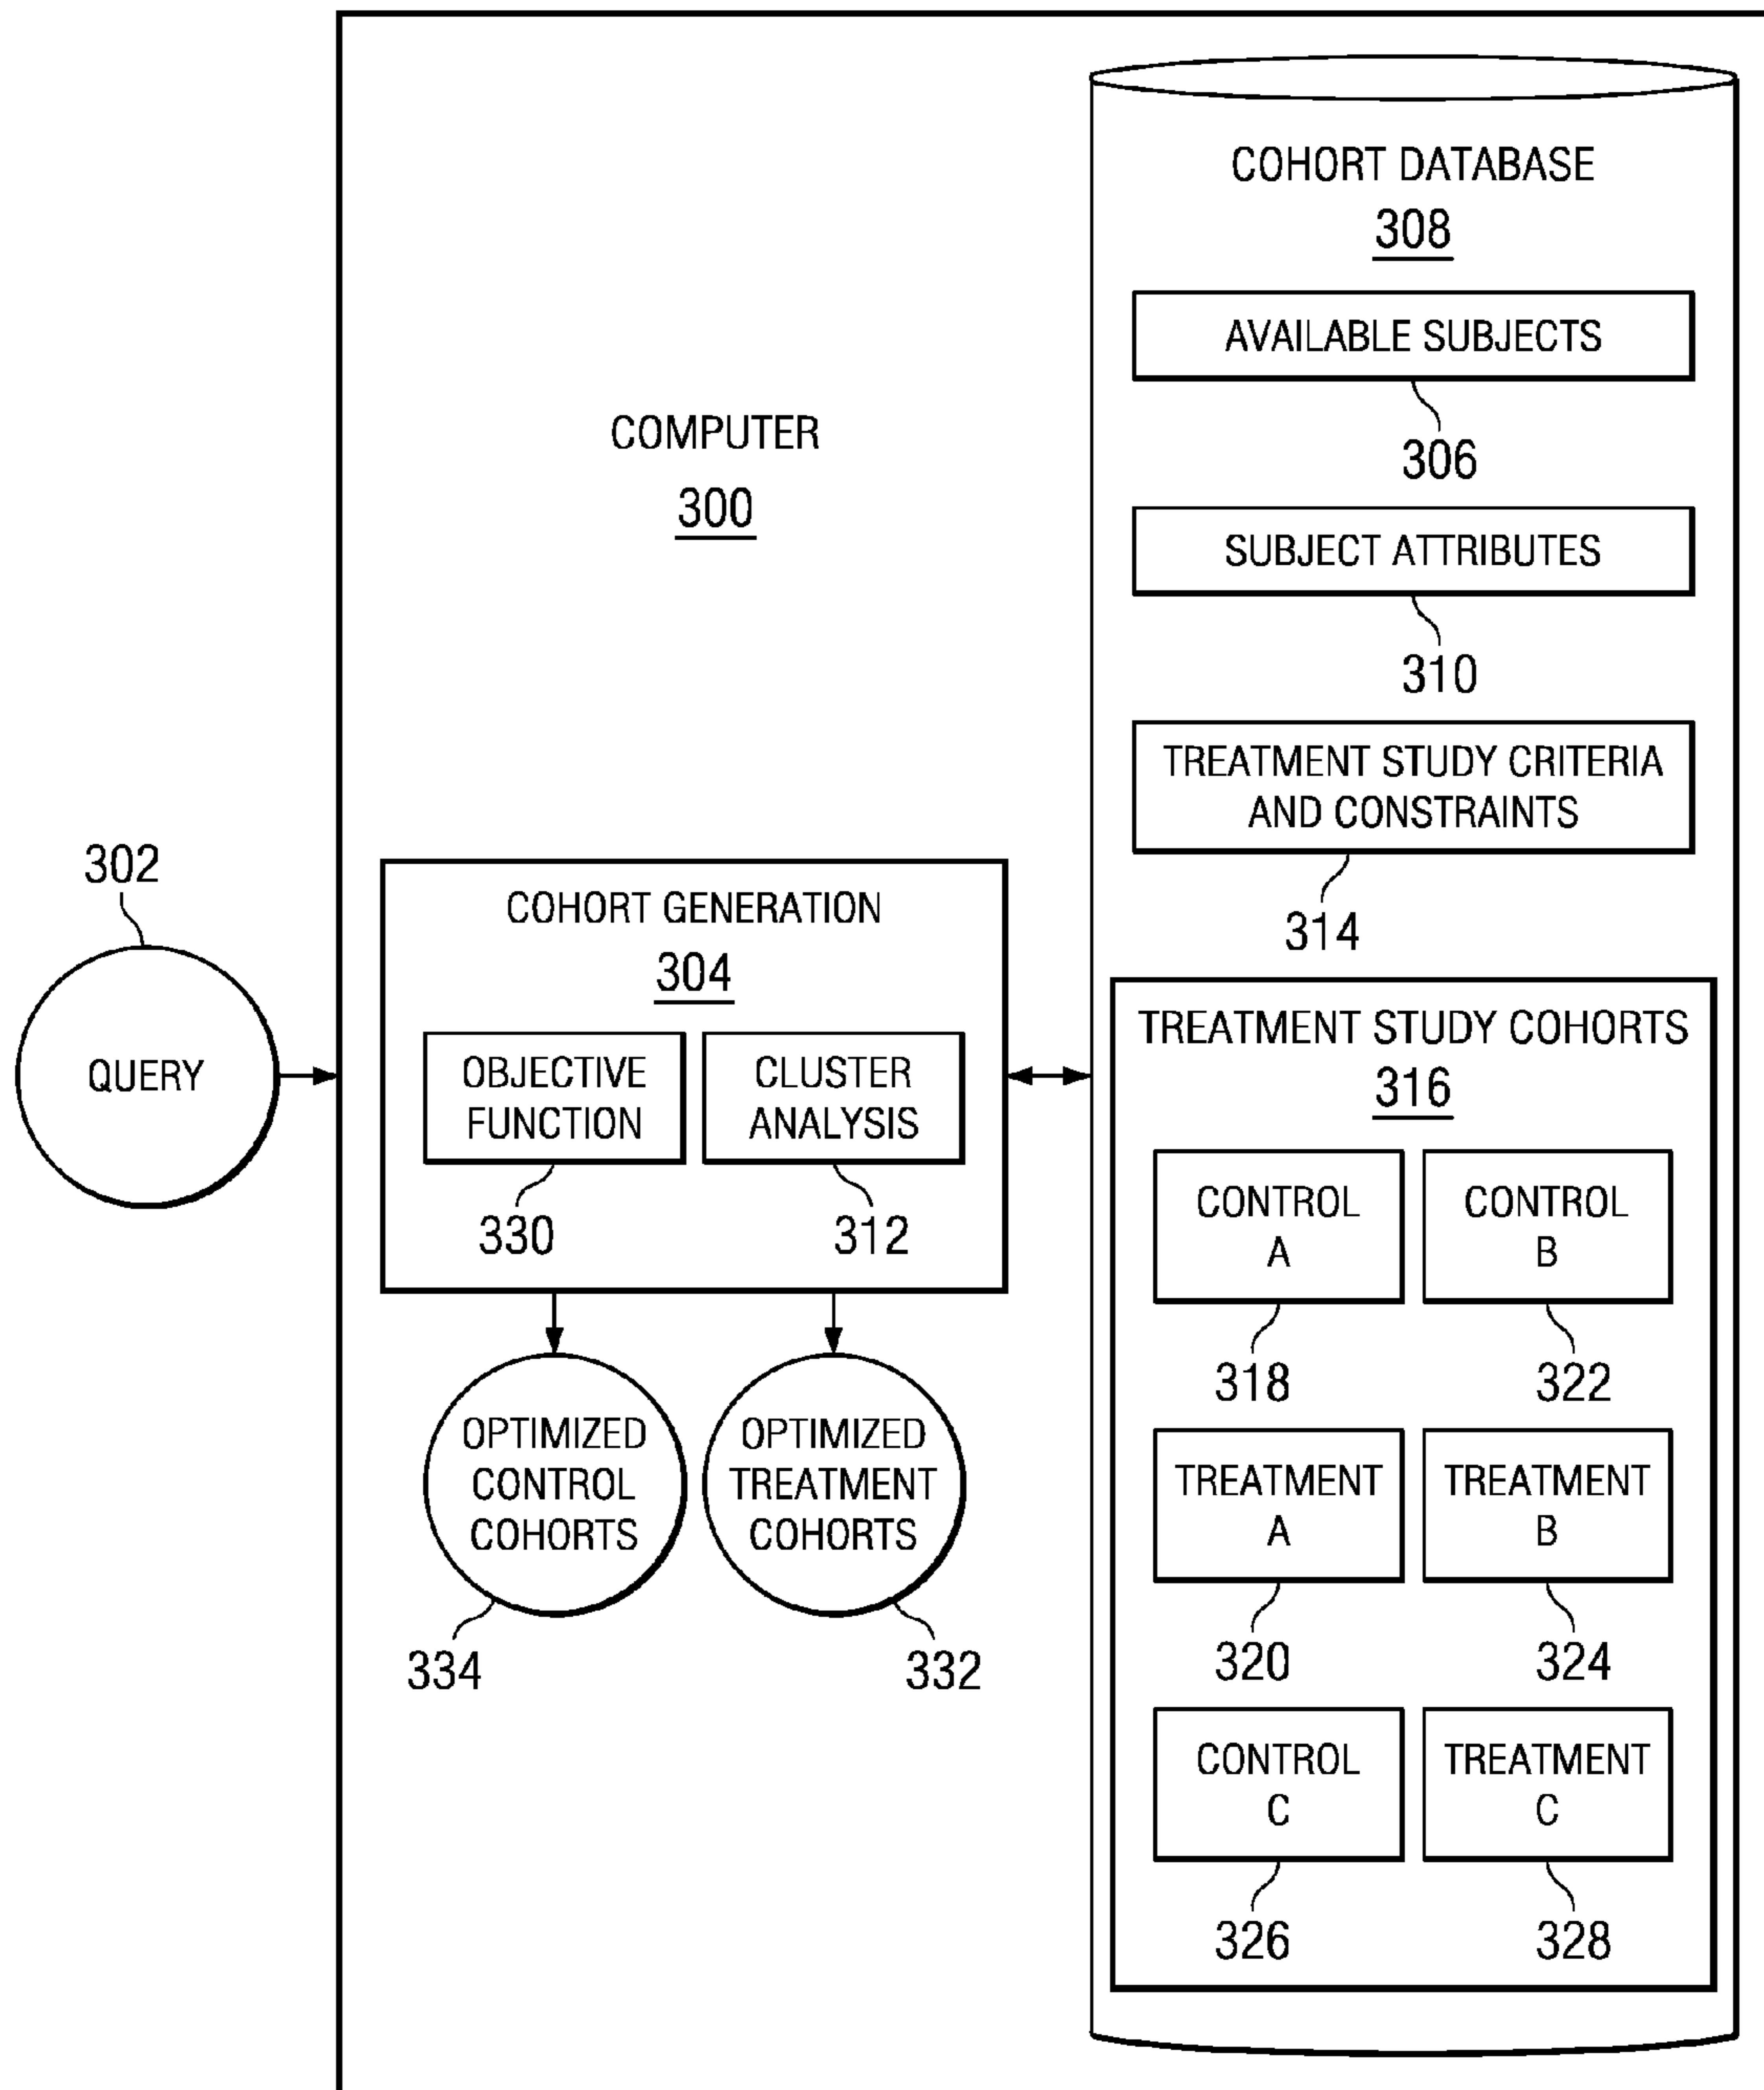 COMPUTER
300
302
QUERY
COHORT GENERATION
304
OBJECTIVE
FUNCTION
330
CLUSTER
ANALYSIS
312
OPTIMIZED
CONTROL
COHORTS
334
OPTIMIZED
TREATMENT
COHORTS
332
COHORT DATABASE
308
AVAILABLE SUBJECTS
306
SUBJECT ATTRIBUTES
310
TREATMENT STUDY CRITERIA
AND CONSTRAINTS
314
TREATMENT STUDY COHORTS
316
CONTROL
A
318
CONTROL
B
322
TREATMENT
A
320
TREATMENT
B
324
CONTROL
C
326
TREATMENT
C
328